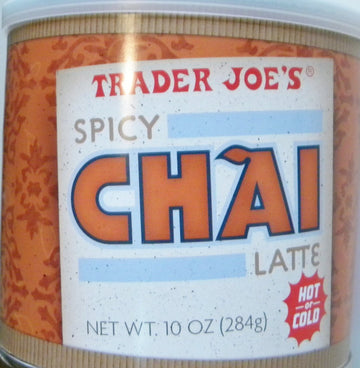 TRADER JOE'S®
SPICY
CHAI
LATTE
HOT
or
COLD
NET WT. 10 OZ (284g)